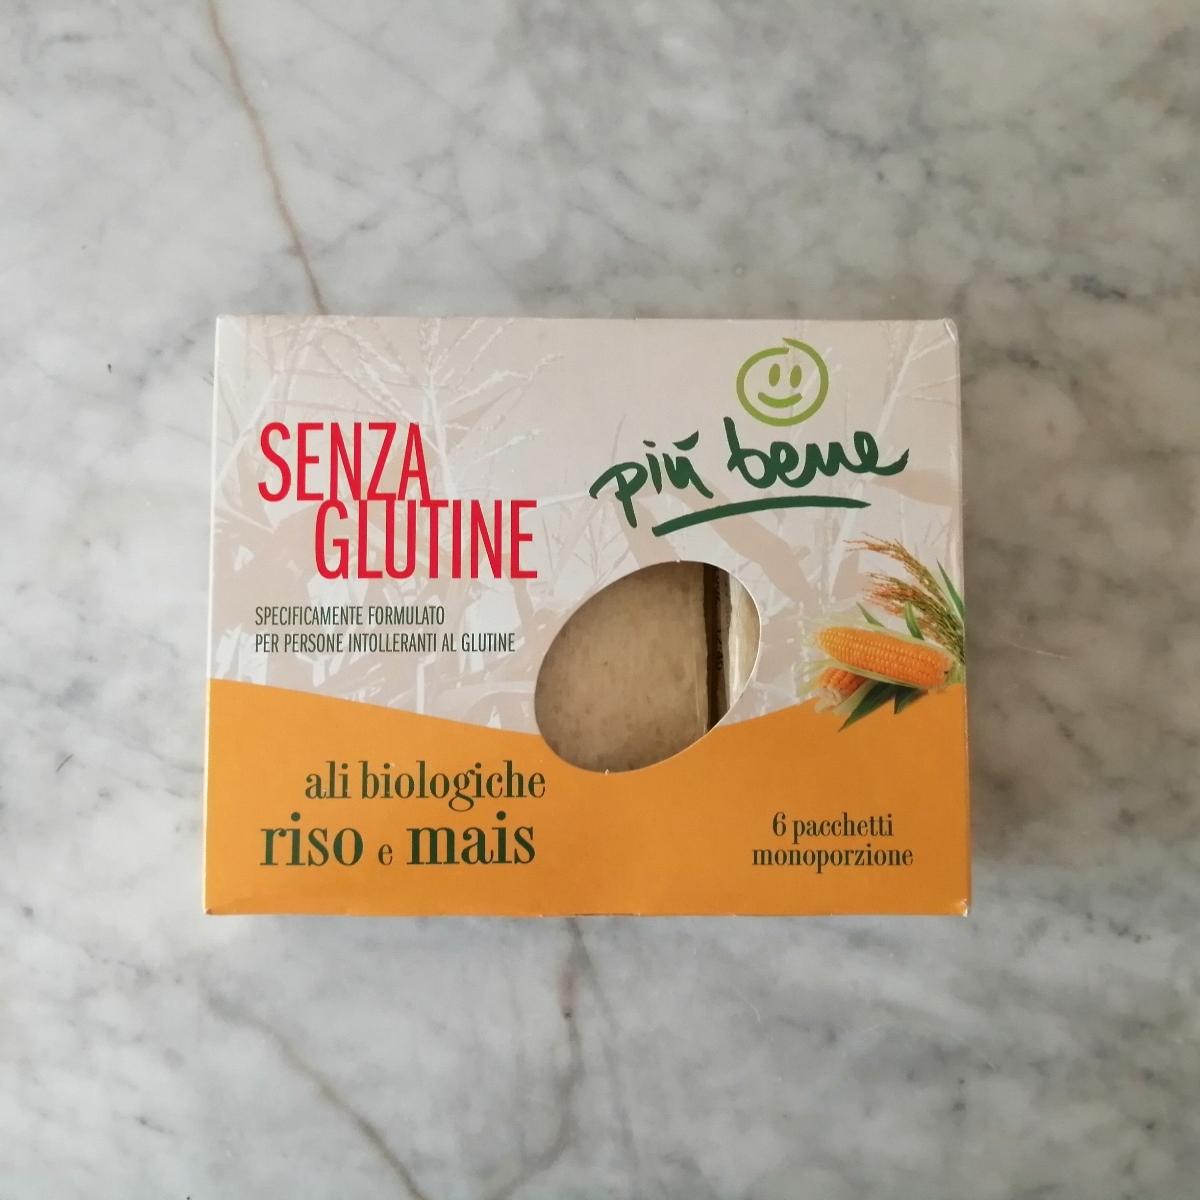 SENZA
GLUTINE
SPECIFICAMENTE FORMULATO
PER PERSONE INTOLLERANTI AL GLUTINE
più bene
ali biologiche
riso e mais
6 pacchetti
monoporzione